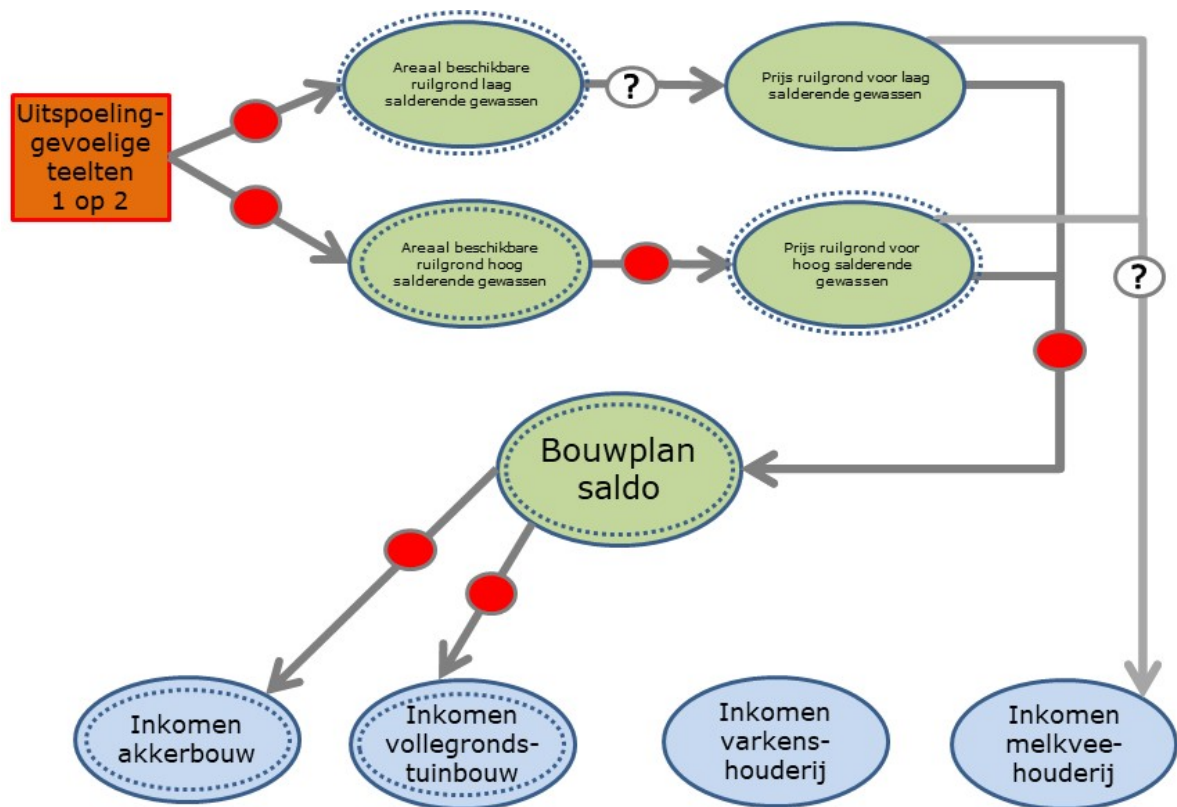 Uitspoeling-
gevoelige
teelten
1 op 2
Areaal beschikbare
ruilgrond laag
salderende gewassen
?
Prijs ruilgrond voor laag
salderende gewassen
Areaal beschikbare
ruilgrond hoog
salderende gewassen
Prijs ruilgrond voor
hoog salderende
gewassen
?
Bouwplan
saldo
Inkomen
akkerbouw
Inkomen
vollegronds-
tuinbouw
Inkomen
varkens-
houderij
Inkomen
melkvee-
houderij